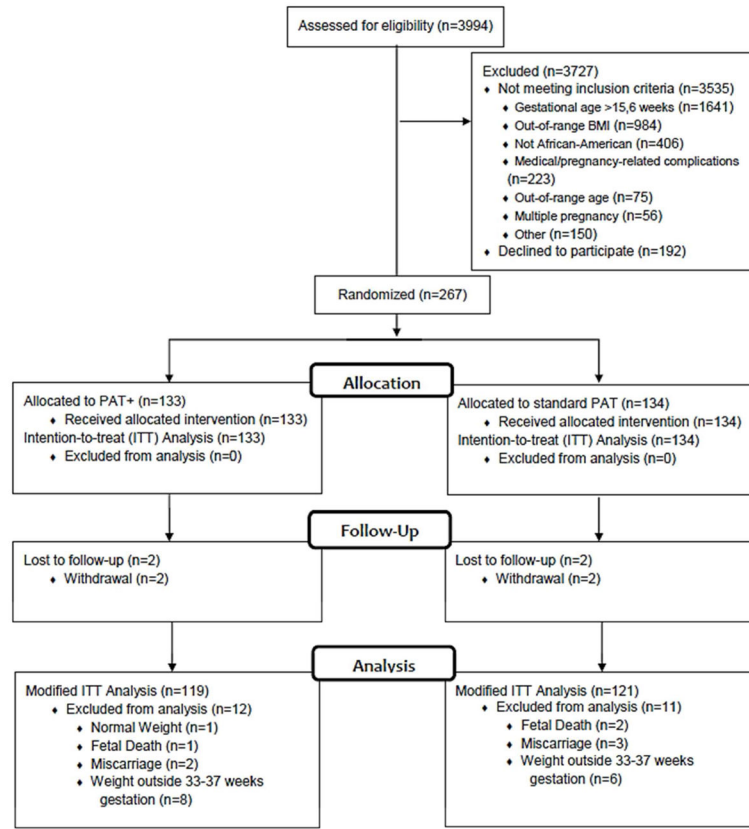 Assessed for eligibility (n=3994)
Excluded (n=3727)
♦ Not meeting inclusion criteria (n=3535)
♦ Gestational age >15,6 weeks (n=1641)
♦ Out-of-range BMI (n=984)
♦ Not African-American (n=406)
♦ Medical/pregnancy-related complications
(n=223)
♦ Out-of-range age (n=75)
♦ Multiple pregnancy (n=56)
♦ Other (n=150)
♦ Declined to participate (n=192)
Randomized (n=267)
Allocation
Allocated to PAT+ (n=133)
♦ Received allocated intervention (n=133)
Intention-to-treat (ITT) Analysis (n=133)
♦ Excluded from analysis (n=0)
Allocated to standard PAT (n=134)
♦ Received allocated intervention (n=134)
Intention-to-treat (ITT) Analysis (n=134)
♦ Excluded from analysis (n=0)
Follow-Up
Lost to follow-up (n=2)
♦ Withdrawal (n=2)
Lost to follow-up (n=2)
♦ Withdrawal (n=2)
Analysis
Modified ITT Analysis (n=119)
♦ Excluded from analysis (n=12)
♦ Normal Weight (n=1)
♦ Fetal Death (n=1)
♦ Miscarriage (n=2)
♦ Weight outside 33-37 weeks
gestation (n=8)
Modified ITT Analysis (n=121)
♦ Excluded from analysis (n=11)
♦ Fetal Death (n=2)
♦ Miscarriage (n=3)
♦ Weight outside 33-37 weeks
gestation (n=6)